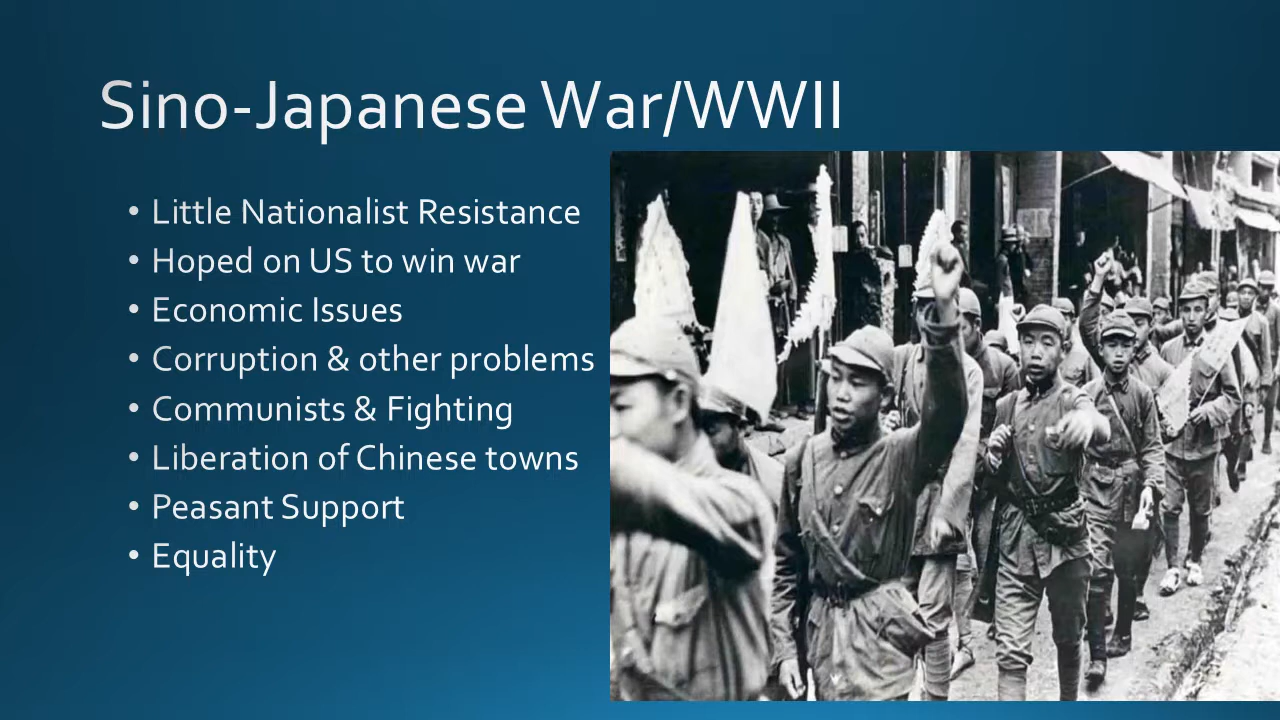 Sino-Japanese War/WWII
• Little Nationalist Resistance
• Hoped on US to win war
• Economic Issues
• Corruption & other problems
• Communists & Fighting
• Liberation of Chinese towns
• Peasant Support
• Equality